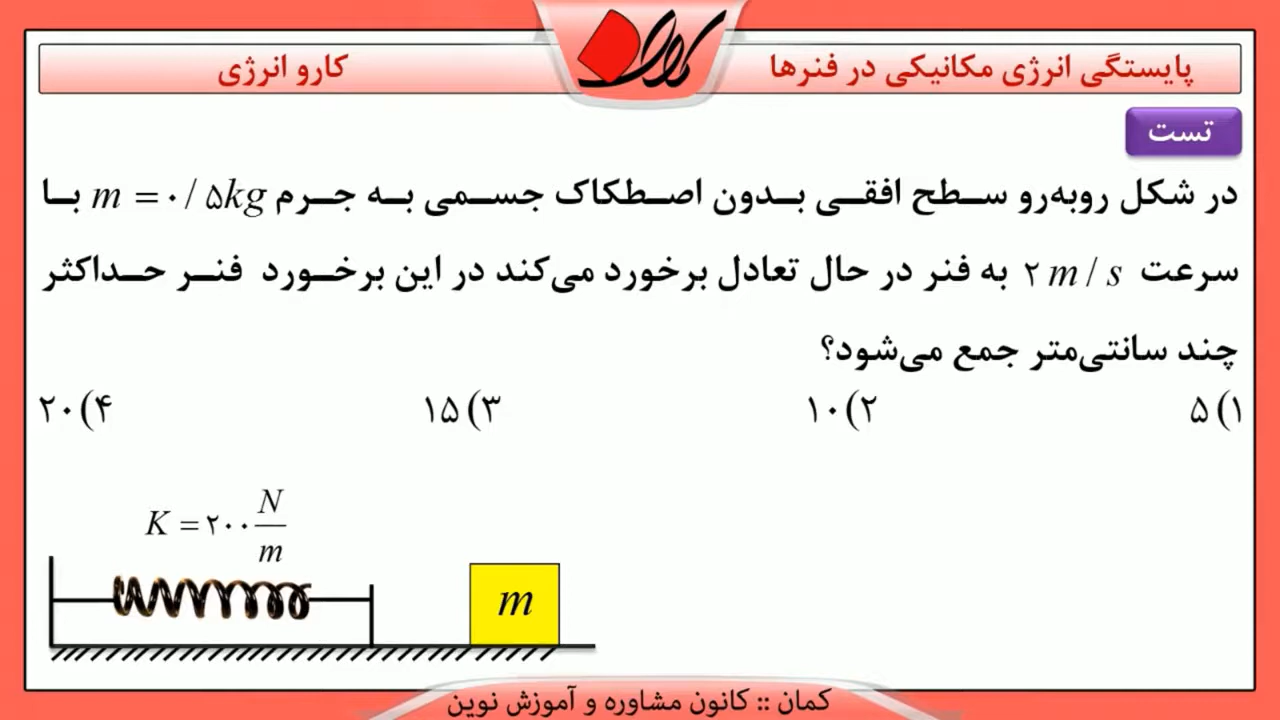 پایستگی انرژی مکانیکی در فنرها
کارو انرژی
تست
در شکل روبه‌رو سطح افقی بدون اصطکاک جسمی به جرم m = ۰/۵kg با
سرعت ۲ m/s به فنر در حال تعادل برخورد می‌کند در این برخورد فنر حداکثر
چند سانتی‌متر جمع می‌شود؟
۱) ۵
۲) ۱۰
۳) ۱۵
۴) ۲۰
K = ۲۰۰ N/m
m
کمان :: کانون مشاوره و آموزش نوین